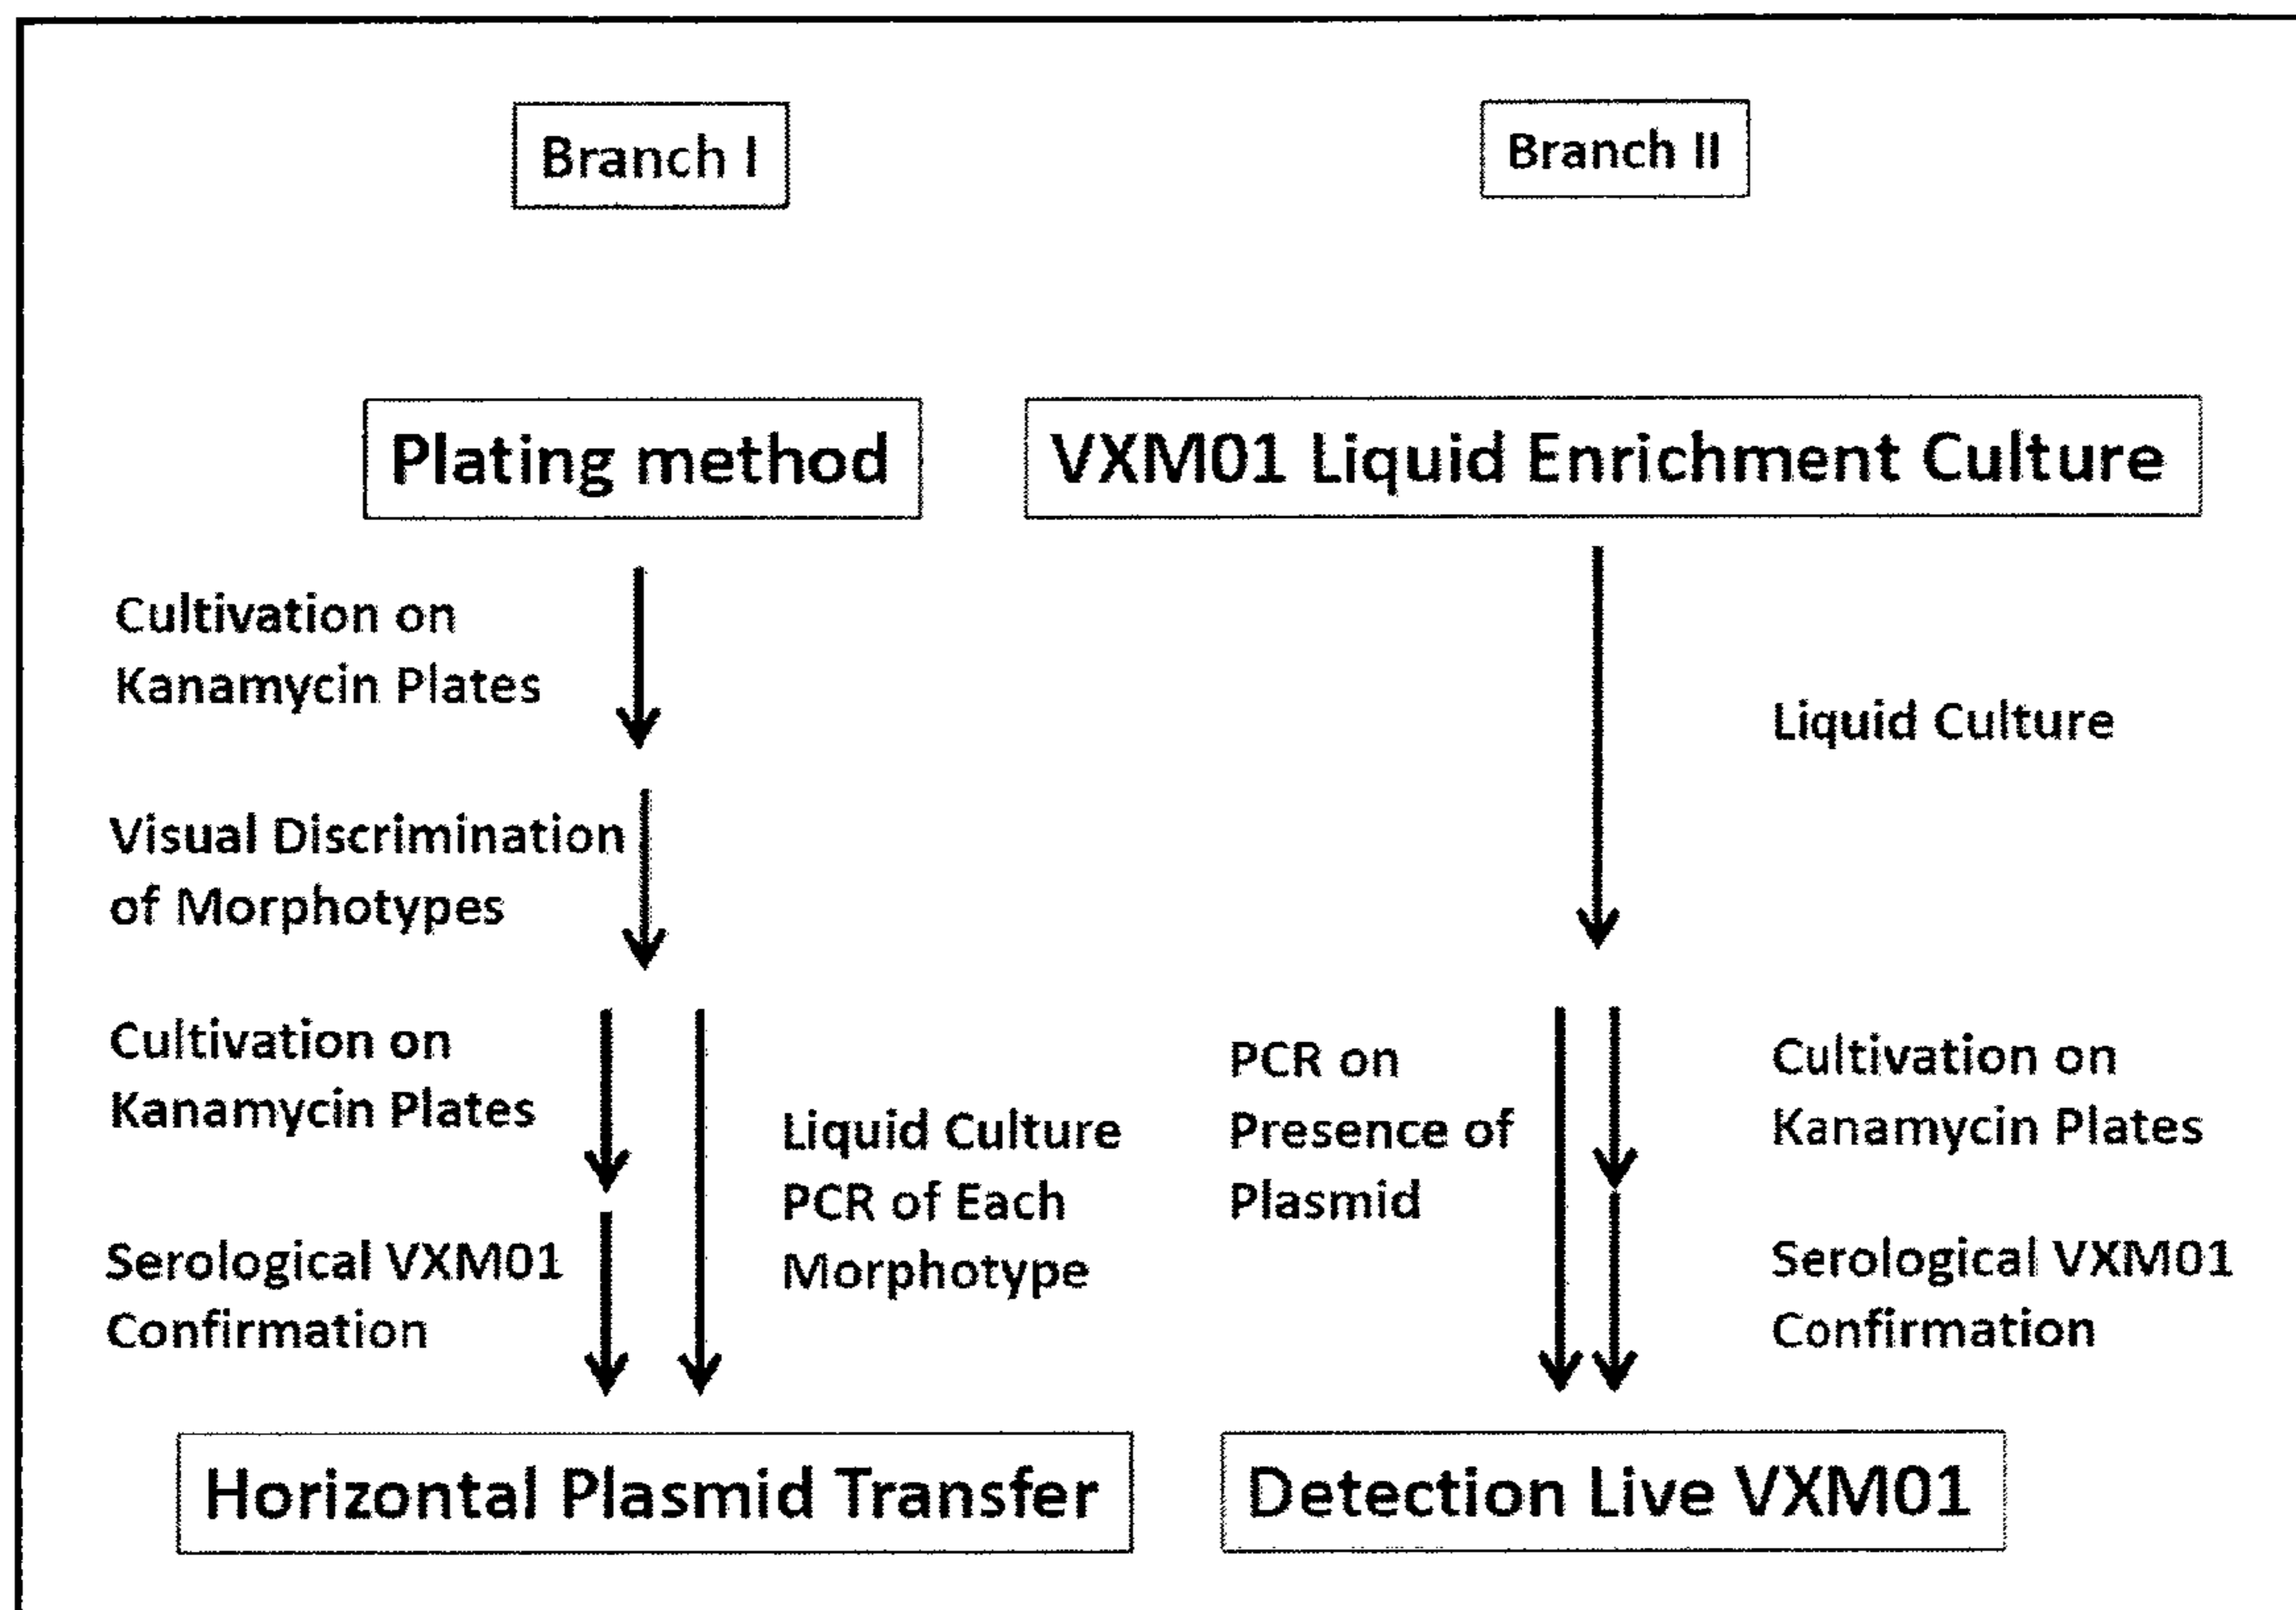 Branch I
Branch II
Plating method
VXM01 Liquid Enrichment Culture
Cultivation on
Kanamycin Plates
Liquid Culture
Visual Discrimination
of Morphotypes
Cultivation on
Kanamycin Plates
Liquid Culture
PCR of Each
Morphotype
Serological VXM01
Confirmation
PCR on
Presence of
Plasmid
Cultivation on
Kanamycin Plates
Serological VXM01
Confirmation
Horizontal Plasmid Transfer
Detection Live VXM01